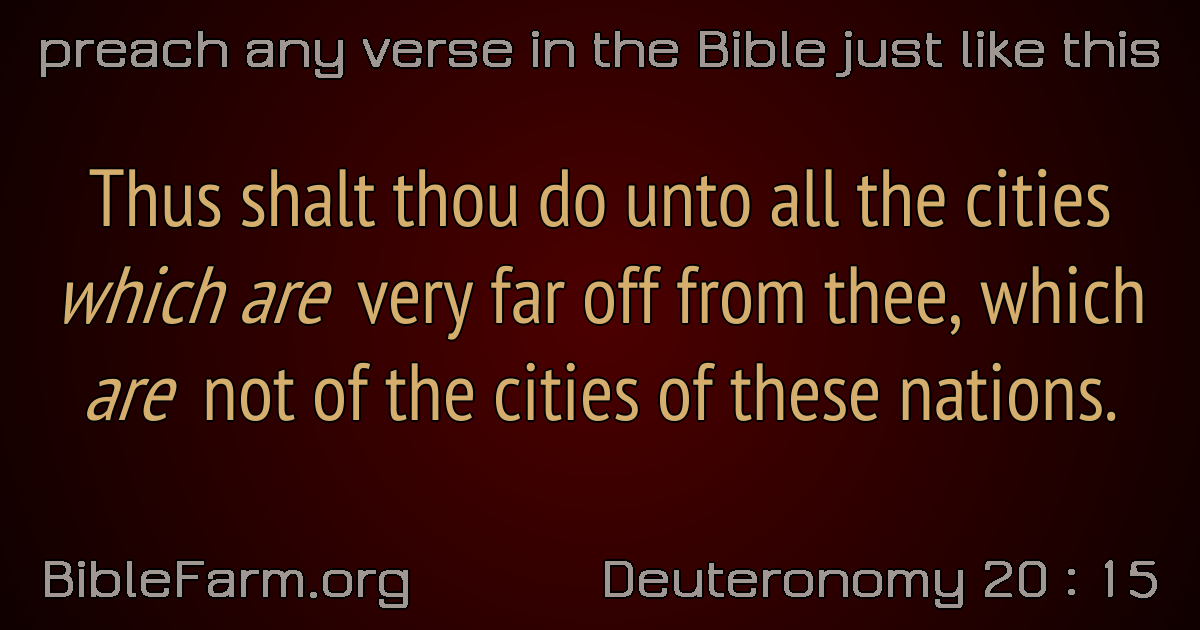 preach any verse in the Bible just like this
Thus shalt thou do unto all the cities
which are very far off from thee, which
are not of the cities of these nations.
BibleFarm.org
Deuteronomy 20 : 15